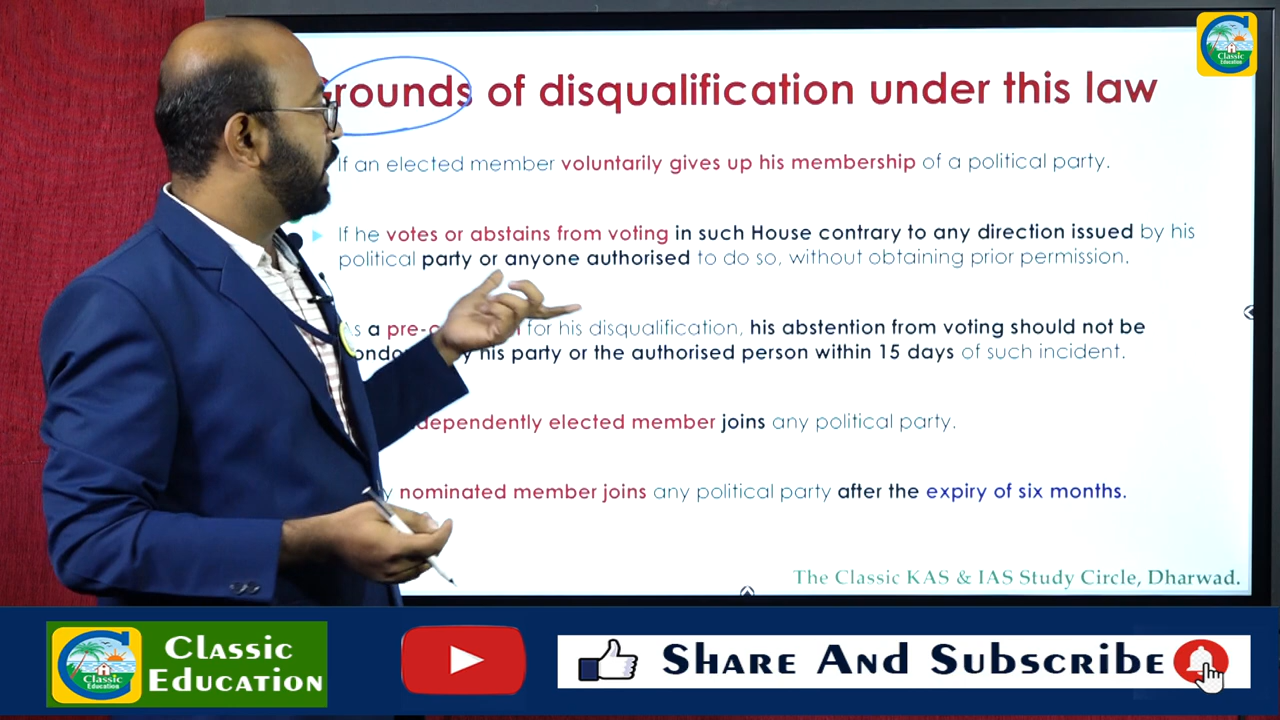 Grounds of disqualification under this law
If an elected member voluntarily gives up his membership of a political party.
If he votes or abstains from voting in such House contrary to any direction issued by his
political party or anyone authorised to do so, without obtaining prior permission.
a for his disqualification, his abstention from voting should not be
his party or the authorised person within 15 days of such incident.
elected member joins any political party.
nominated member joins any political party after the expiry of six months.
The Classic KAS & IAS Study Circle, Dharwad.
Classic
Education
Classic
Education
Classic
Education
Share And Subscribe